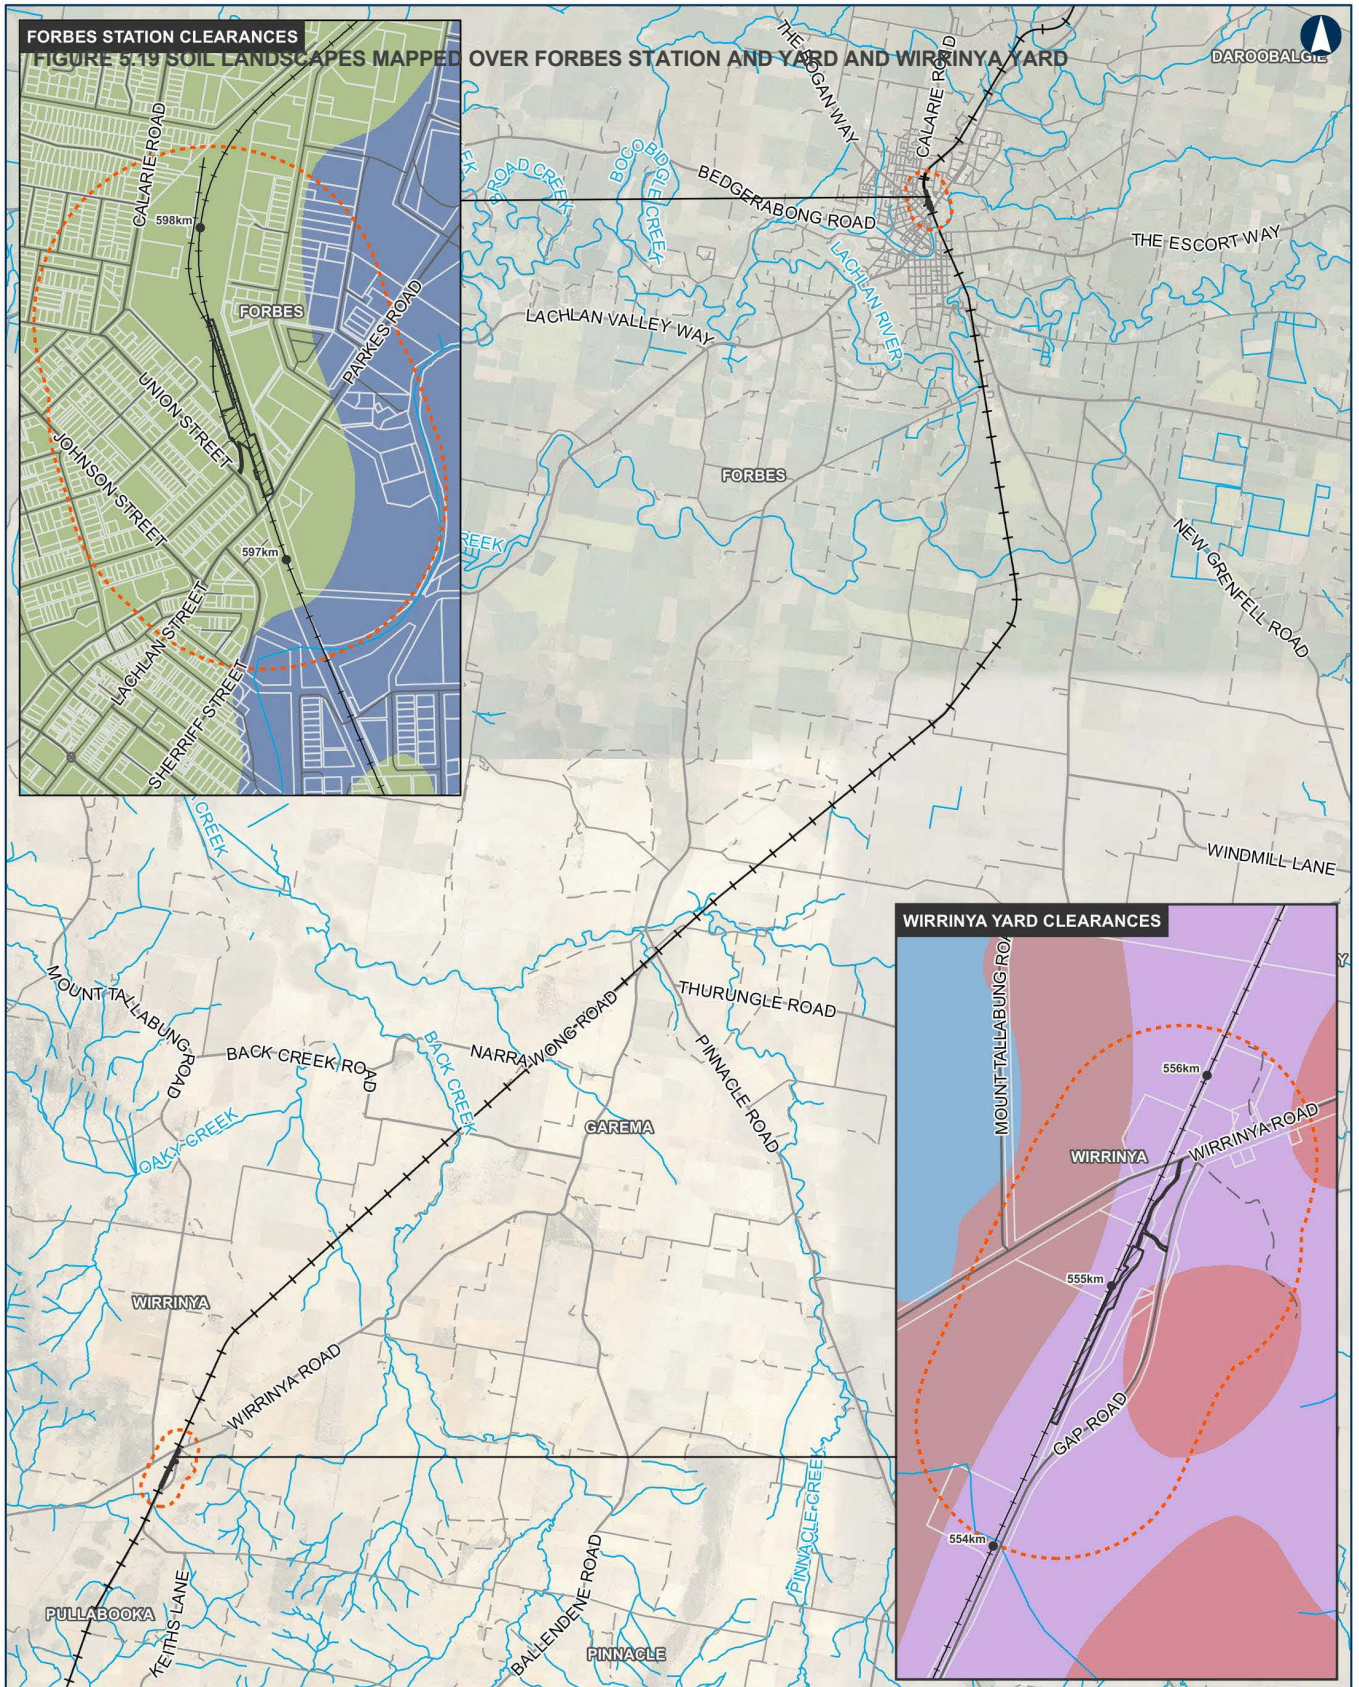 FORBES STATION CLEARANCES
FIGURE 5.19 SOIL LANDSCAPES MAPPED OVER FORBES STATION AND YARD AND WIRRINYA YARD
DAROOBALGIE
CALARIE ROAD
598km
FORBES
PARKES ROAD
UNION STREET
JOHNSON STREET
597km
LACHLAN STREET
SHERRIFF STREET
CALARIE ROAD
EK
BROAD CREEK
BOCOBIDGLE CREEK
BEDGERABONG ROAD
THE ESCORT WAY
LACHLAN RIVER
LACHLAN VALLEY WAY
FORBES
REEK
NEW GRENFELL ROAD
CREEK
WINDMILL LANE
MOUNT TALLABUNG ROAD
BACK CREEK ROAD
BACK CREEK
NARRAWONG ROAD
THURUNGLE ROAD
PINNACLE ROAD
OAKY CREEK
GAREMA
WIRRINYA
WIRRINYA ROAD
PINNACLE CREEK
BALLENDENE ROAD
PULLABOOKA
KEITHS LANE
PINNACLE
WIRRINYA YARD CLEARANCES
Y
MOUNT TALLABUNG ROA
556km
WIRRINYA ROAD
WIRRINYA
555km
GAP ROAD
554km